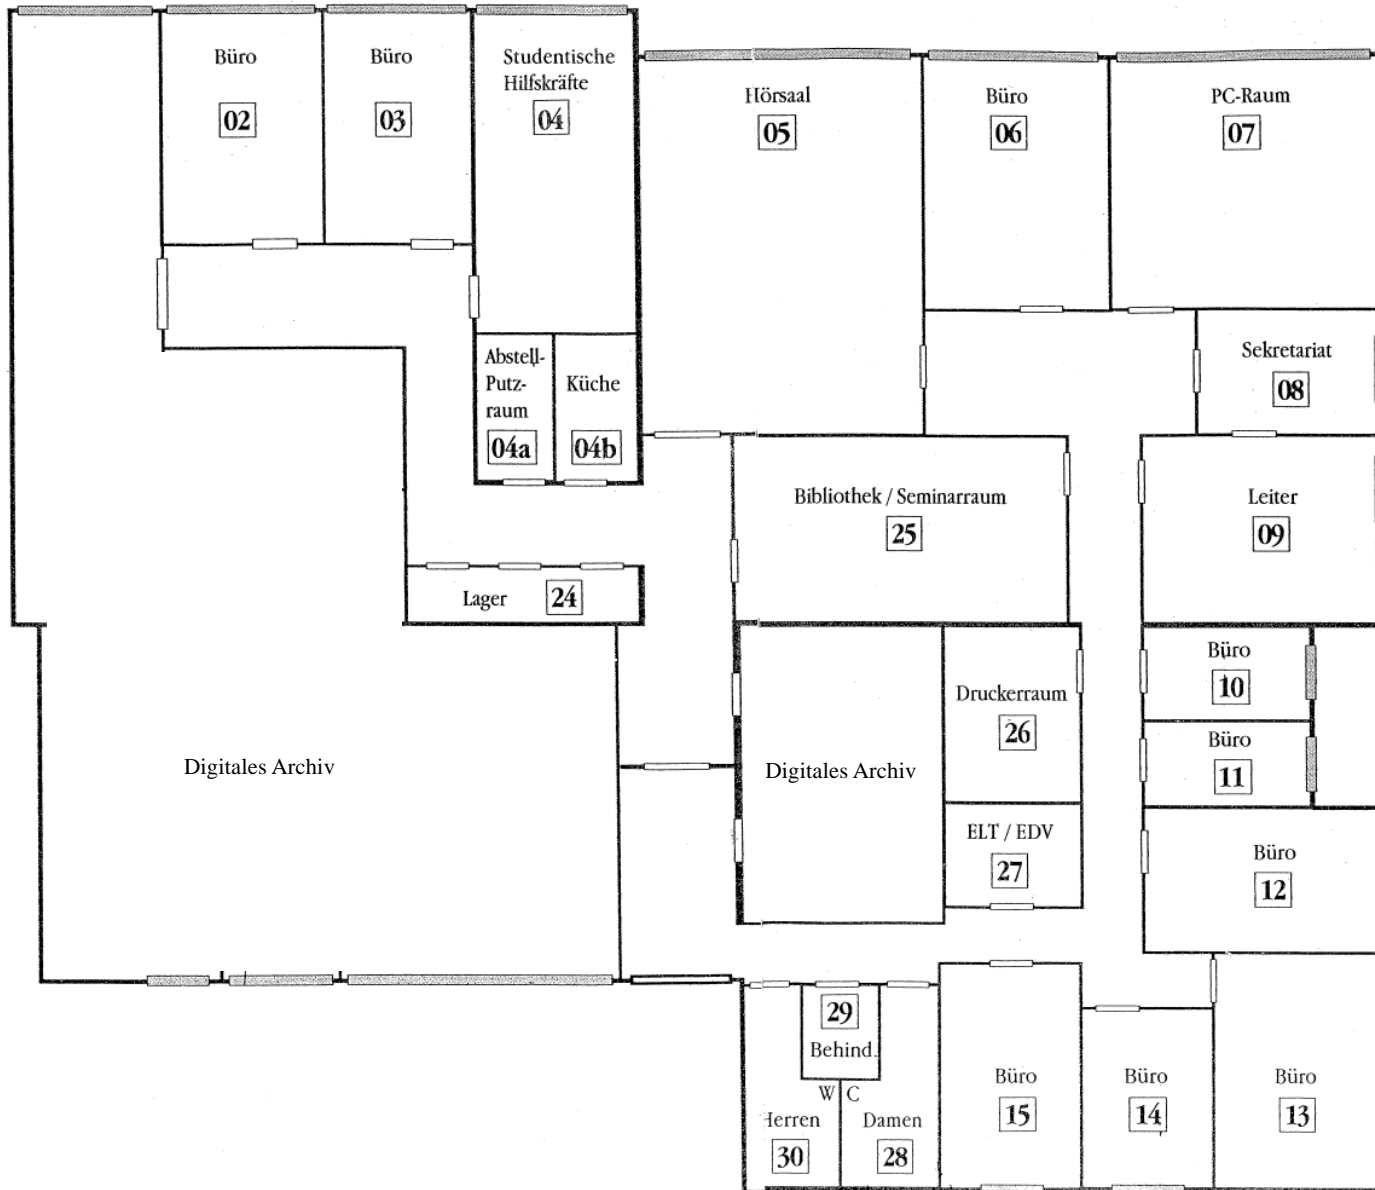 Büro
02
Büro
03
Studentische
Hilfskräfte
04
Hörsaal
05
Büro
06
PC-Raum
07
Abstell-
Putz-
raum
04a
Küche
04b
Sekretariat
08
Bibliothek / Seminarraum
25
Leiter
09
Lager 24
Büro
10
Druckerraum
26
Büro
11
Digitales Archiv
Digitales Archiv
ELT / EDV
27
Büro
12
29
Behind.
W C
Herren
30
Damen
28
Büro
15
Büro
14
Büro
13